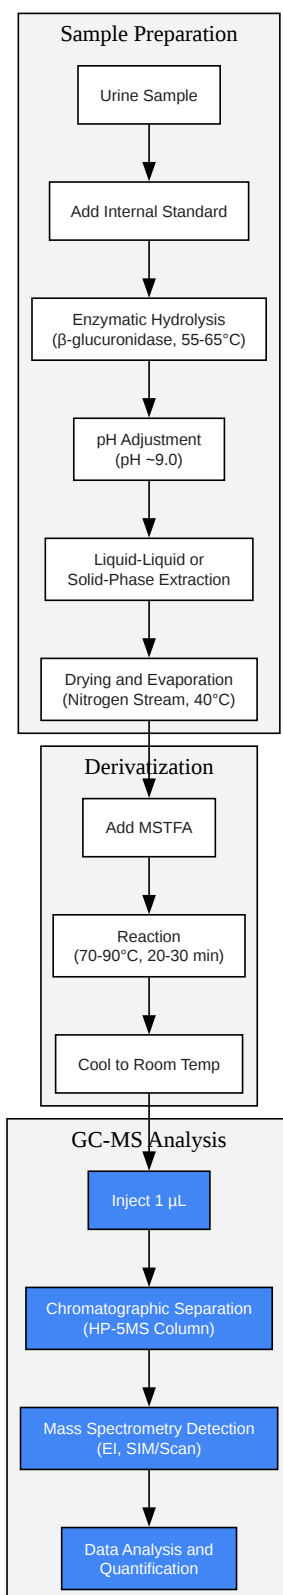 Sample Preparation
Urine Sample
Add Internal Standard
Enzymatic Hydrolysis
(β-glucuronidase, 55-65°C)
pH Adjustment
(pH ~9.0)
Liquid-Liquid or
Solid-Phase Extraction
Drying and Evaporation
(Nitrogen Stream, 40°C)
Derivatization
Add MSTFA
Reaction
(70-90°C, 20-30 min)
Cool to Room Temp
GC-MS Analysis
Inject 1 µL
Chromatographic Separation
(HP-5MS Column)
Mass Spectrometry Detection
(EI, SIM/Scan)
Data Analysis and
Quantification